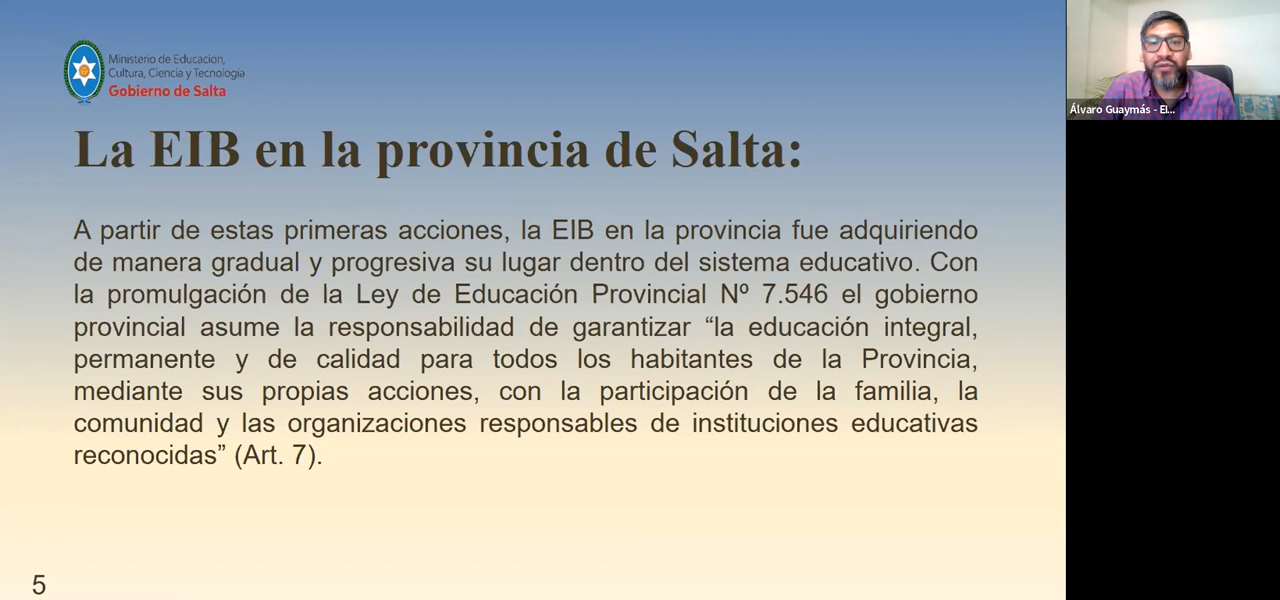 Ministerio de Educación,
Cultura, Ciencia y Tecnología
Gobierno de Salta
La EIB en la provincia de Salta:
A partir de estas primeras acciones, la EIB en la provincia fue adquiriendo
de manera gradual y progresiva su lugar dentro del sistema educativo. Con
la promulgación de la Ley de Educación Provincial Nº 7.546 el gobierno
provincial asume la responsabilidad de garantizar “la educación integral,
permanente y de calidad para todos los habitantes de la Provincia,
mediante sus propias acciones, con la participación de la familia, la
comunidad y las organizaciones responsables de instituciones educativas
reconocidas” (Art. 7).
5
Álvaro Guaymás - EI...